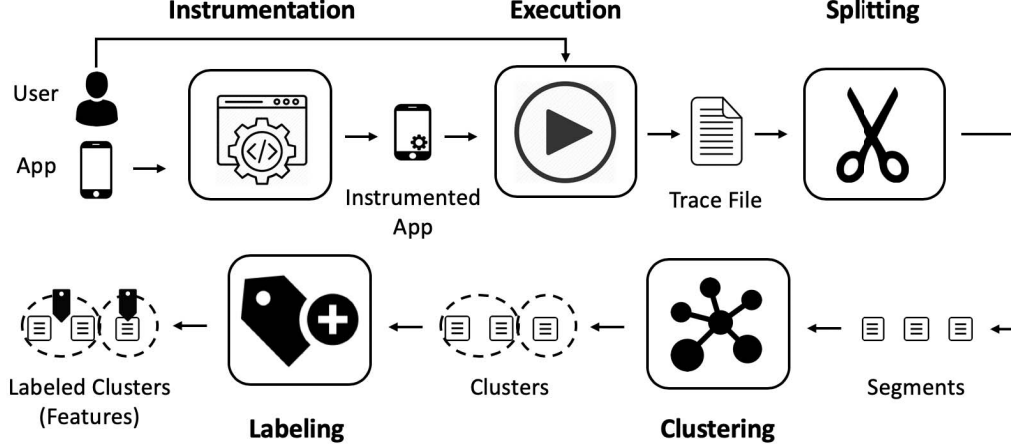 Instrumentation
Execution
Splitting
User
App
</>
Instrumented
App
Trace File
Labeled Clusters
(Features)
Clusters
Segments
Labeling
Clustering